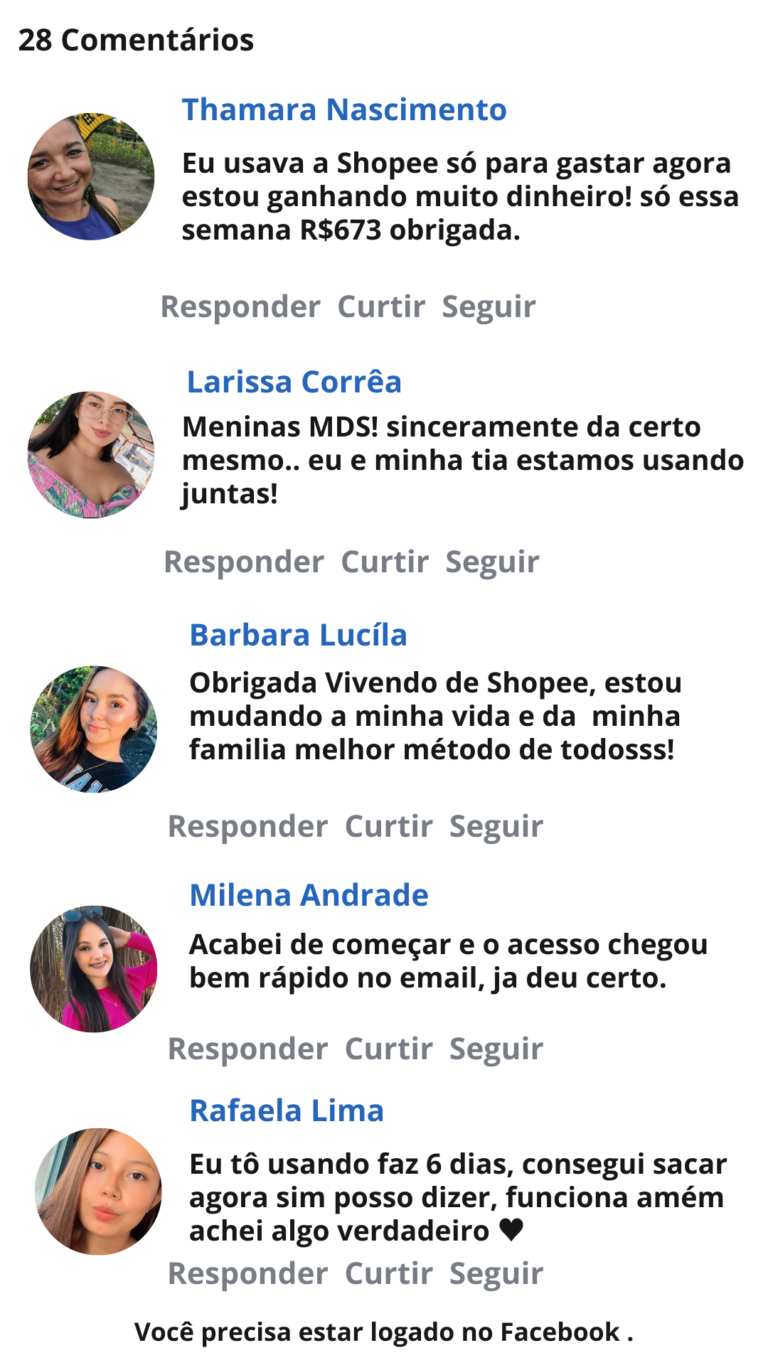 28 Comentários
Thamara Nascimento
Eu usava a Shopee só para gastar agora
estou ganhando muito dinheiro! só essa
semana R$673 obrigada.
Responder Curtir Seguir
Larissa Corrêa
Meninas MDS! sinceramente da certo
mesmo.. eu e minha tia estamos usando
juntas!
Responder Curtir Seguir
Barbara Lucíla
Obrigada Vivendo de Shopee, estou
mudando a minha vida e da minha
familia melhor método de todosss!
Responder Curtir Seguir
Milena Andrade
Acabei de começar e o acesso chegou
bem rápido no email, ja deu certo.
Responder Curtir Seguir
Rafaela Lima
Eu tô usando faz 6 dias, consegui sacar
agora sim posso dizer, funciona amém
achei algo verdadeiro ♥
Responder Curtir Seguir
Você precisa estar logado no Facebook .